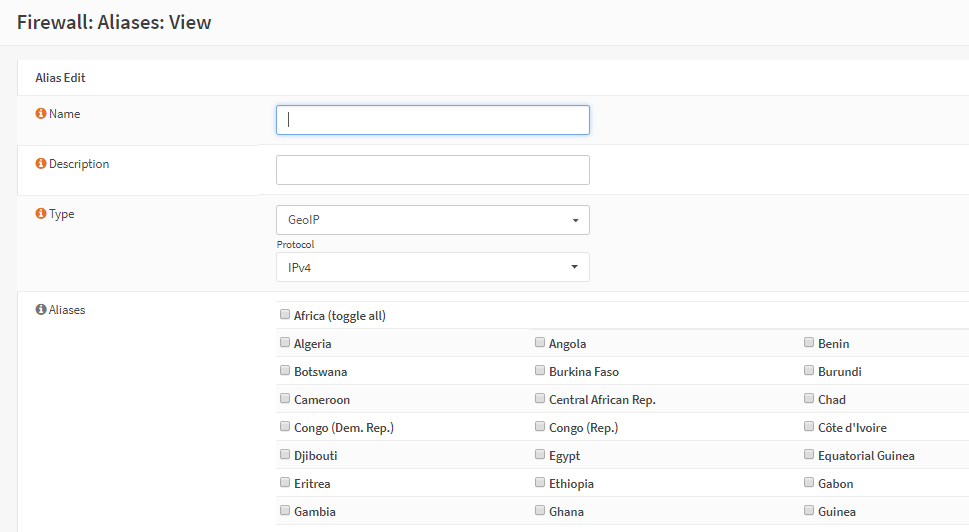 Firewall: Aliases: View
Alias Edit
Name
Description
Type
GeoIP
Protocol
IPv4
Aliases
Africa (toggle all)
Algeria Angola Benin
Botswana Burkina Faso Burundi
Cameroon Central African Rep. Chad
Congo (Dem. Rep.) Congo (Rep.) Côte d'Ivoire
Djibouti Egypt Equatorial Guinea
Eritrea Ethiopia Gabon
Gambia Ghana Guinea